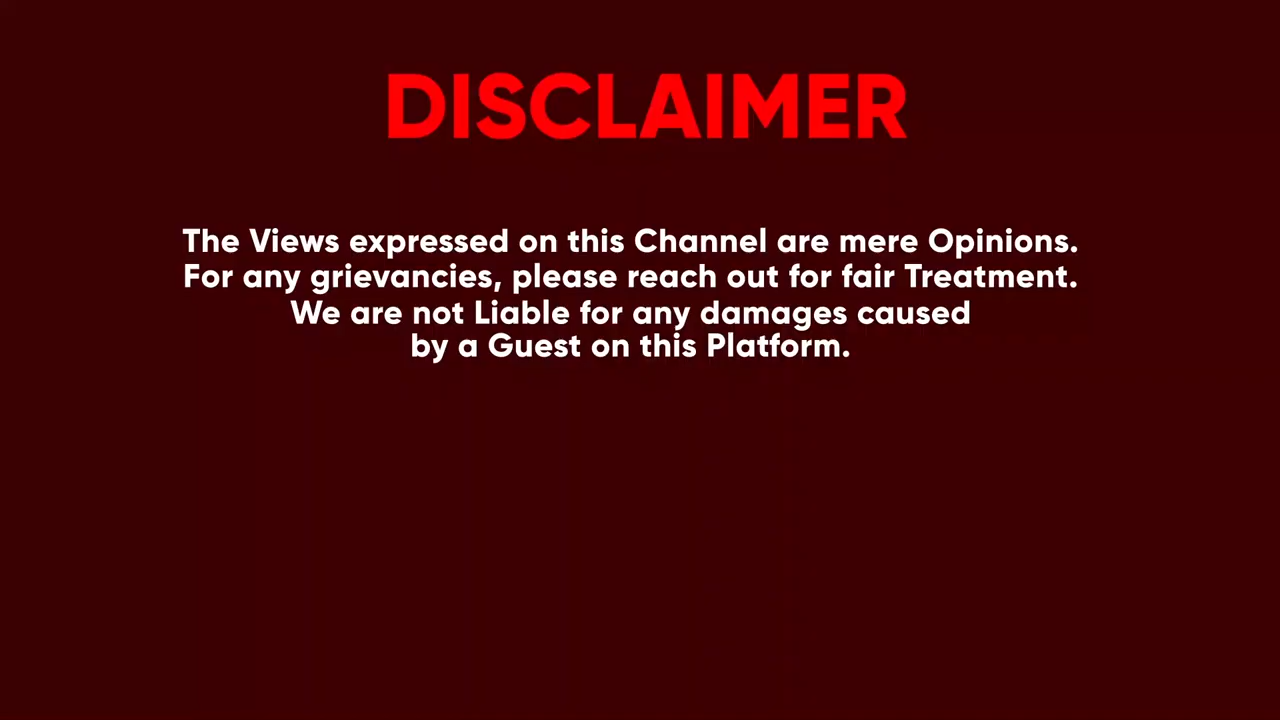 DISCLAIMER
The Views expressed on this Channel are mere Opinions.
For any grievancies, please reach out for fair Treatment.
We are not Liable for any damages caused
by a Guest on this Platform.